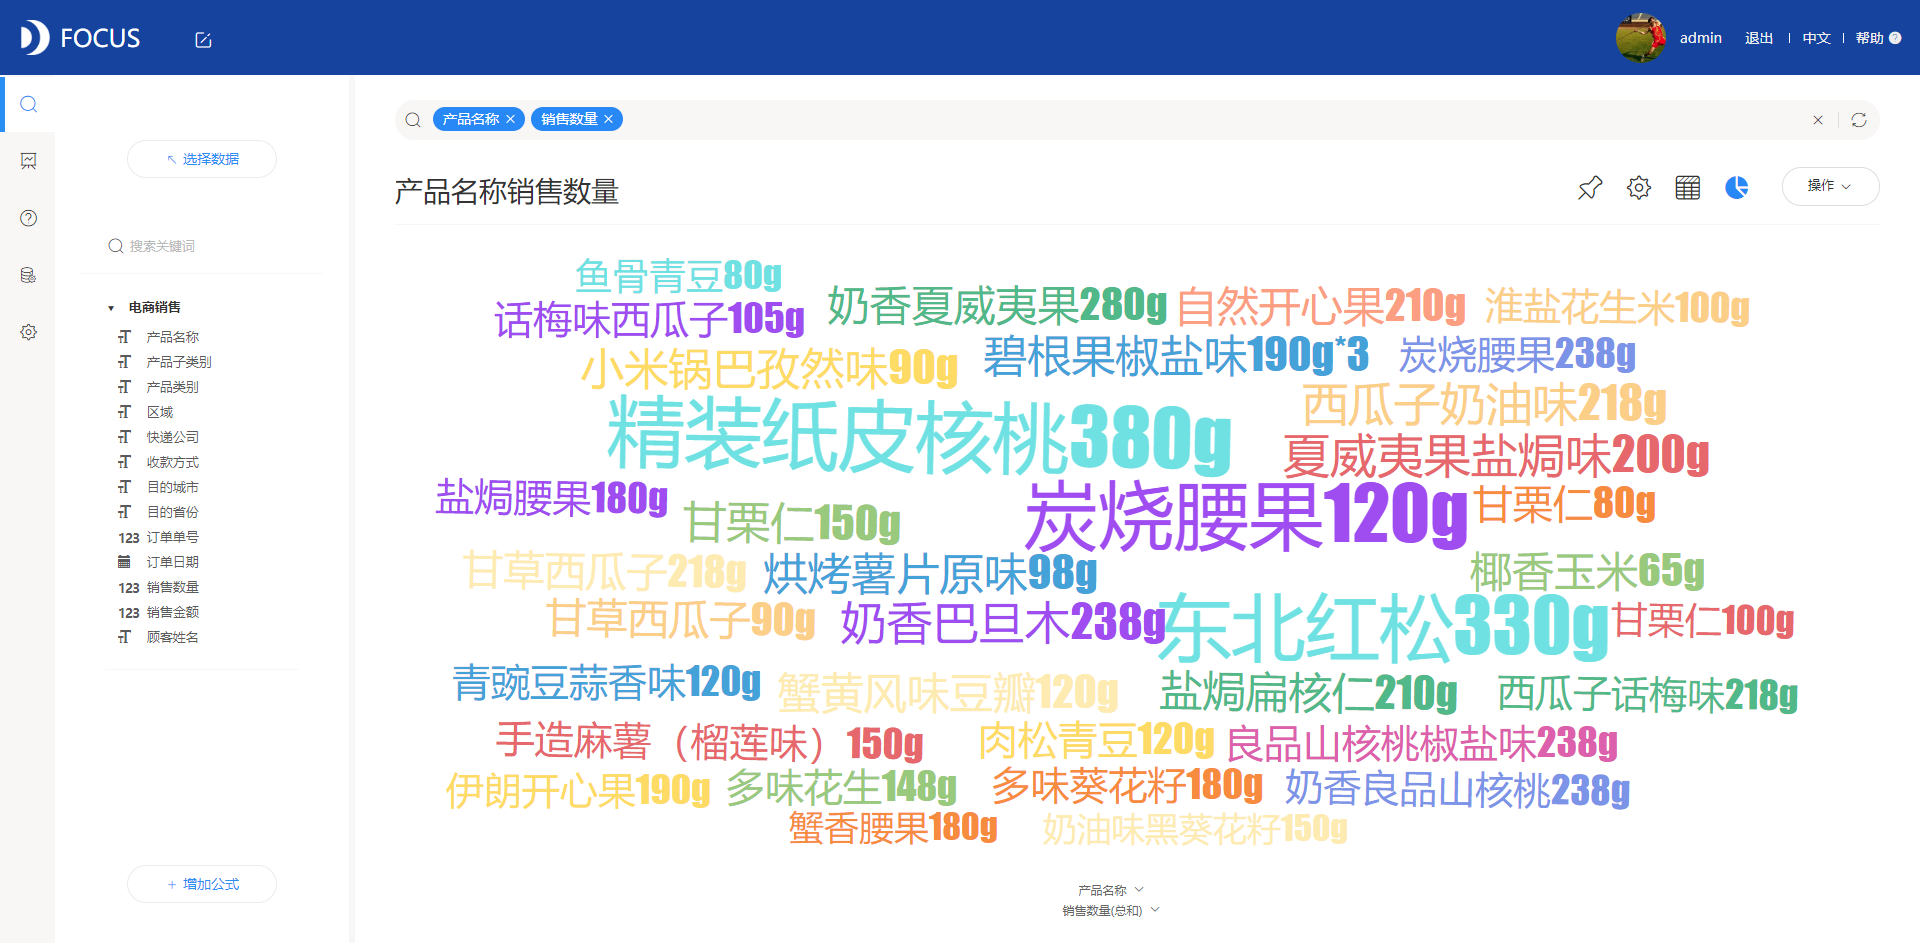 FOCUS
admin 退出 中文 帮助
产品名称 销售数量
选择数据
产品名称销售数量
操作
搜索关键词
电商销售
产品名称
产品子类别
产品类别
区域
快递公司
收款方式
目的城市
目的省份
123 订单单号
订单日期
123 销售数量
123 销售金额
顾客姓名
+ 增加公式
鱼骨青豆80g
话梅味西瓜子105g
奶香夏威夷果280g
自然开心果210g
淮盐花生米100g
小米锅巴孜然味90g
碧根果椒盐味190g*3
炭烧腰果238g
西瓜子奶油味218g
精装纸皮核桃380g
夏威夷果盐焗味200g
盐焗腰果180g
甘栗仁150g
炭烧腰果120g
甘栗仁80g
甘草西瓜子218g
烘烤薯片原味98g
椰香玉米65g
甘草西瓜子90g
奶香巴旦木238g
东北红松330g
甘栗仁100g
青豌豆蒜香味120g
蟹黄风味豆瓣120g
盐焗扁核仁210g
西瓜子话梅味218g
手造麻薯（榴莲味）150g
肉松青豆120g
良品山核桃椒盐味238g
伊朗开心果190g
多味花生148g
多味葵花籽180g
奶香良品山核桃238g
蟹香腰果180g
奶油味黑葵花籽150g
产品名称
销售数量(总和)